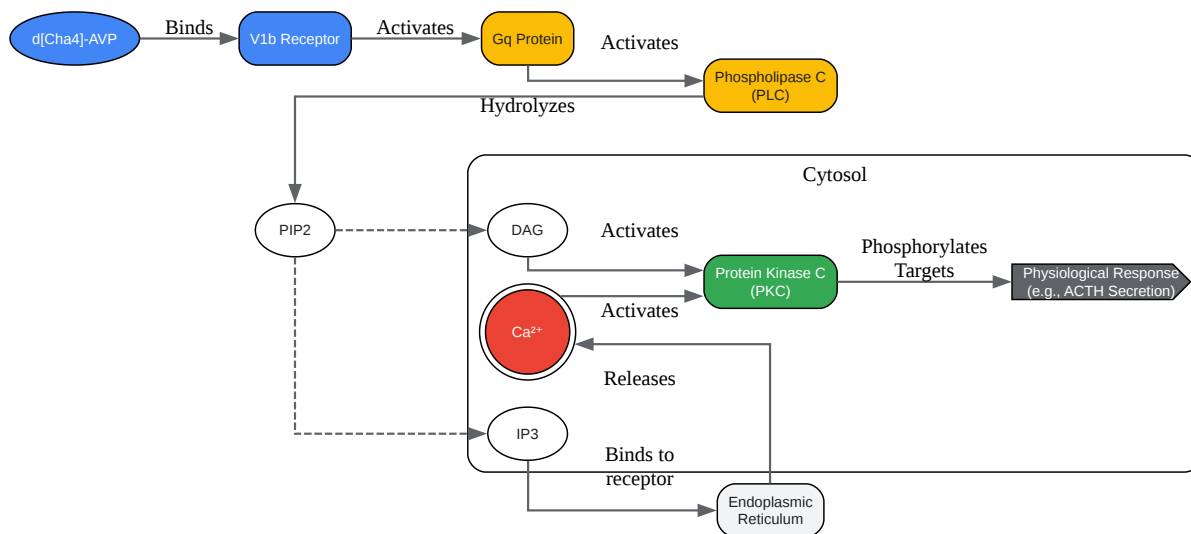 d[Cha4]-AVP
Binds
V1b Receptor
Activates
Gq Protein
Activates
Phospholipase C
(PLC)
Hydrolyzes
Cytosol
PIP2
DAG
Activates
Protein Kinase C
(PKC)
Phosphorylates
Targets
Physiological Response
(e.g., ACTH Secretion)
Ca²⁺
Activates
Releases
IP3
Binds to
receptor
Endoplasmic
Reticulum